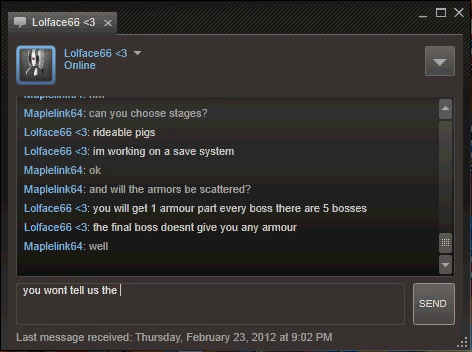 Lolface66 <3
Lolface66 <3
Online
Maplelink64: hm
Maplelink64: can you choose stages?
Lolface66 <3: rideable pigs
Lolface66 <3: im working on a save system
Maplelink64: ok
Maplelink64: and will the armors be scattered?
Lolface66 <3: you will get 1 armour part every boss there are 5 bosses
Lolface66 <3: the final boss doesnt give you any armour
Maplelink64: well
you wont tell us the
SEND
Last message received: Thursday, February 23, 2012 at 9:02 PM